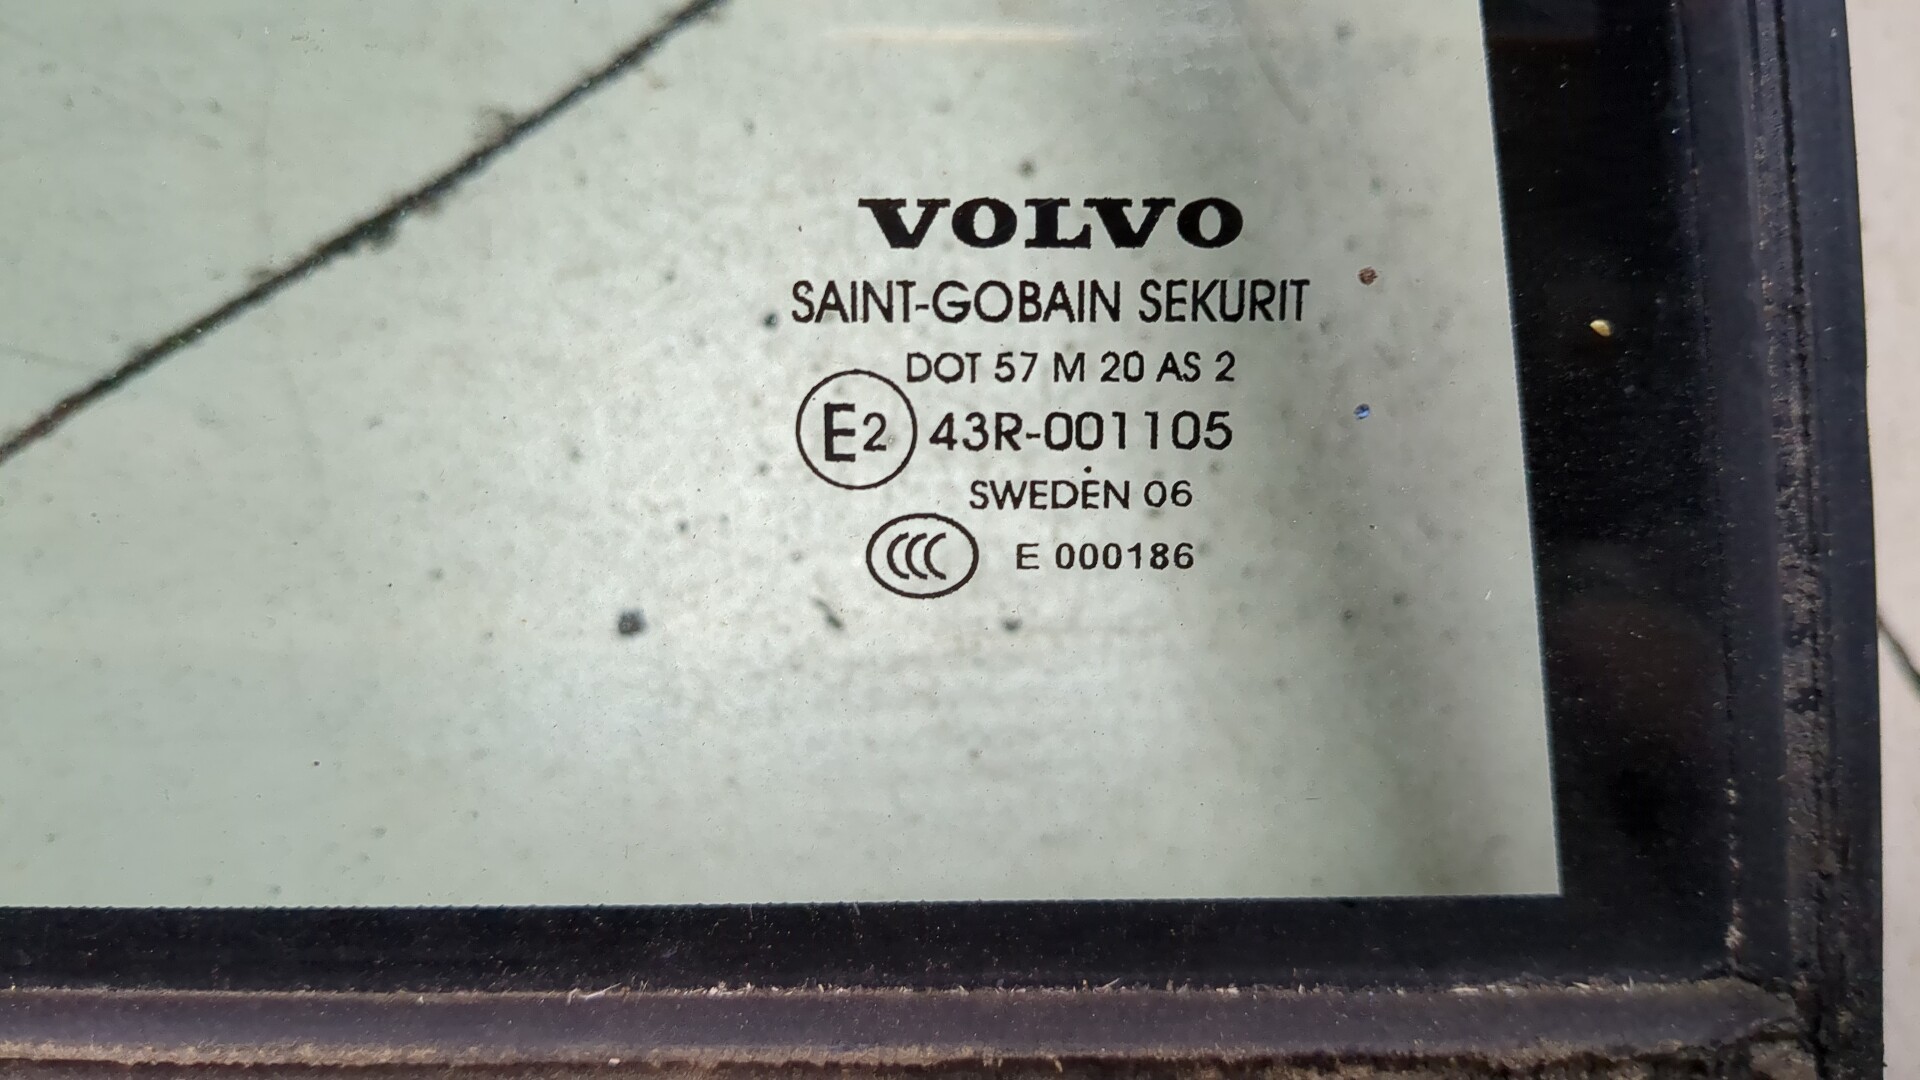 VOLVO
SAINT-GOBAIN SEKURIT
DOT 57 M 20 AS 2
E2 43R-001105
SWEDEN 06
CCC E 000186